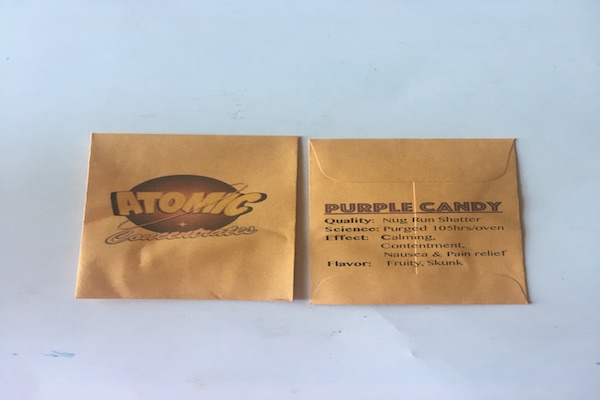 ATOMIC
Concentrates
PURPLE CANDY
Quality: Nug Run Shatter
Science: Purged 105hrs/oven
Effect: Calming,
Contentment,
Nausea & Pain relief
Flavor: Fruity, Skunk